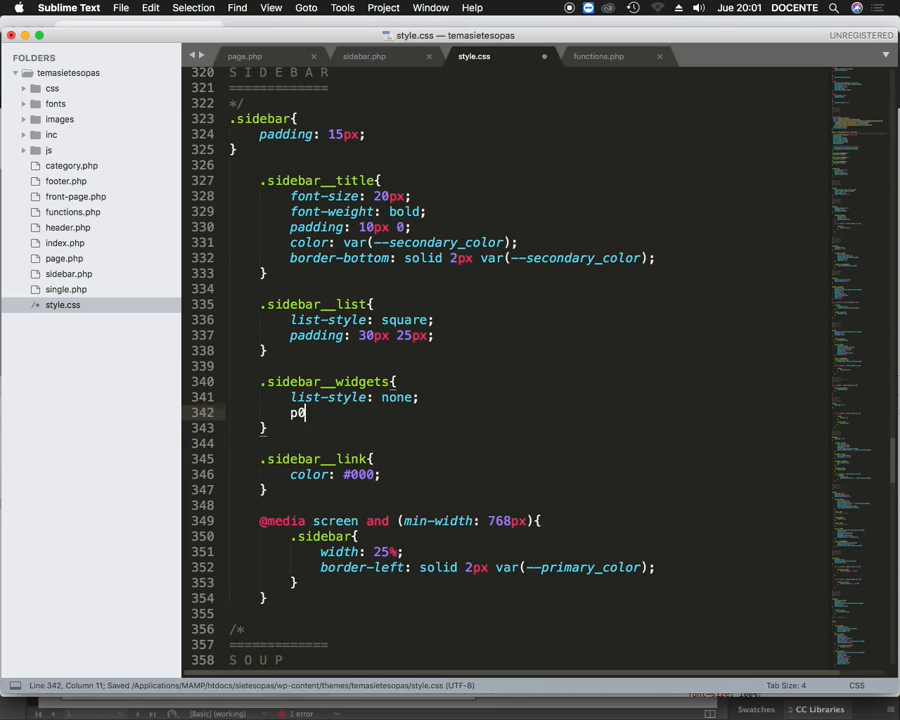 Sublime Text File Edit Selection Find View Goto Tools Project Window Help Jue 20:01 DOCENTE
style.css — temasietesopas UNREGISTERED
FOLDERS
temasietesopas
css
fonts
images
inc
js
category.php
footer.php
front-page.php
functions.php
header.php
index.php
page.php
sidebar.php
single.php
style.css
page.php sidebar.php style.css functions.php
320 S I D E B A R
321 =============
322 */
323 .sidebar{
324 padding: 15px;
325 }
326
327 .sidebar__title{
328 font-size: 20px;
329 font-weight: bold;
330 padding: 10px 0;
331 color: var(--secondary_color);
332 border-bottom: solid 2px var(--secondary_color);
333 }
334
335 .sidebar__list{
336 list-style: square;
337 padding: 30px 25px;
338 }
339
340 .sidebar__widgets{
341 list-style: none;
342 p0
343 }
344
345 .sidebar__link{
346 color: #000;
347 }
348
349 @media screen and (min-width: 768px){
350 .sidebar{
351 width: 25%;
352 border-left: solid 2px var(--primary_color);
353 }
354 }
355
356 /*
357 =============
358 S O U P
Line 342, Column 11; Saved /Applications/MAMP/htdocs/sietesopas/wp-content/themes/temasietesopas/style.css (UTF-8) Tab Size: 4 CSS
[Basic] (working) 1 error Swatches CC Libraries